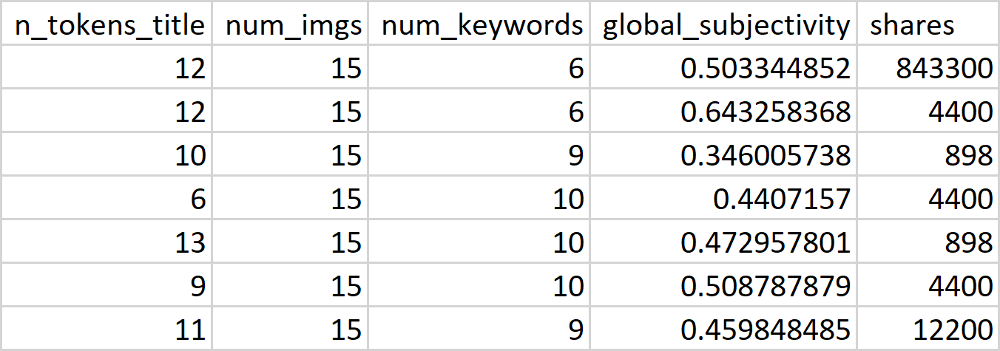 n_tokens_title num_imgs num_keywords global_subjectivity shares
12 15 6 0.503344852 843300
12 15 6 0.643258368 4400
10 15 9 0.346005738 898
6 15 10 0.4407157 4400
13 15 10 0.472957801 898
9 15 10 0.508787879 4400
11 15 9 0.459848485 12200